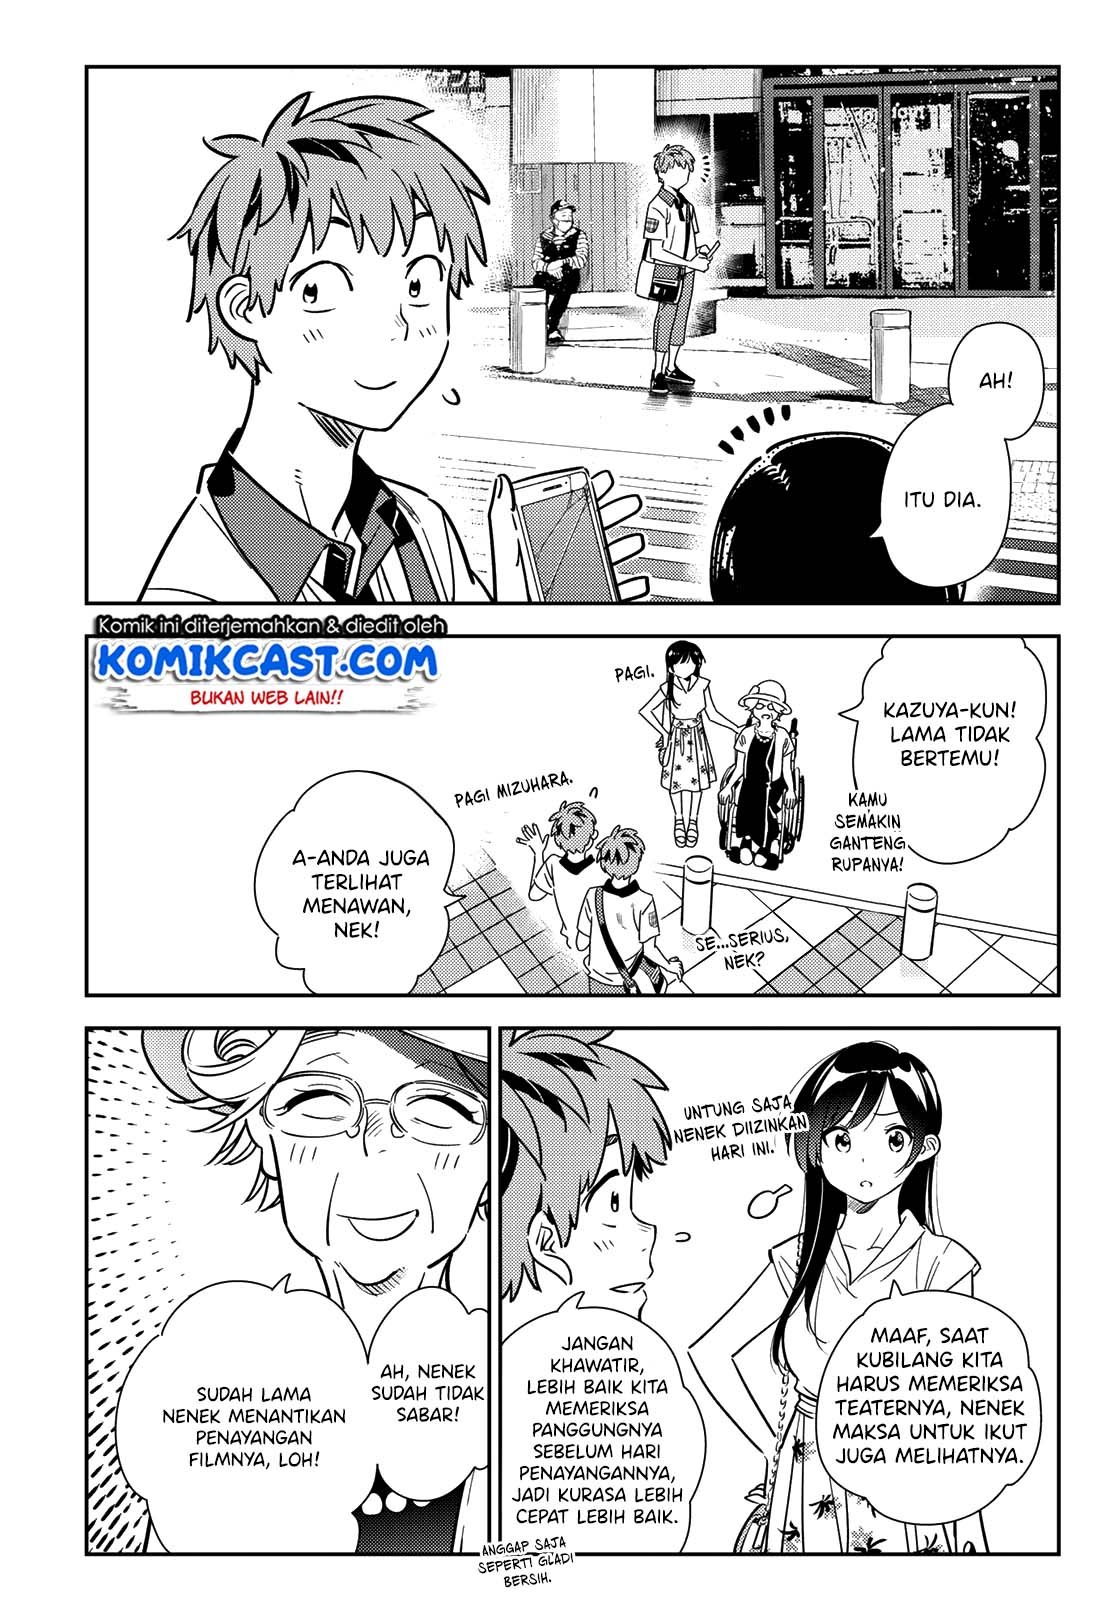 AH!
ITU DIA.
Komik ini diterjemahkan & diedit oleh
KOMIKCAST.COM
BUKAN WEB LAIN!!
KAZUYA-KUN!
LAMA TIDAK
BERTEMU!
KAMU
SEMAKIN
GANTENG
RUPANYA!
PAGI.
PAGI MIZUHARA.
A-ANDA JUGA
TERLIHAT
MENAWAN,
NEK!
SE...SERIUS,
NEK?
MAAF, SAAT
KUBILANG KITA
HARUS MEMERIKSA
TEATERNYA, NENEK
MAKSA UNTUK IKUT
JUGA MELIHATNYA.
UNTUNG SAJA
NENEK DIIZINKAN
HARI INI.
JANGAN
KHAWATIR,
LEBIH BAIK KITA
MEMERIKSA
PANGGUNGNYA
SEBELUM HARI
PENAYANGANNYA,
JADI KURASA LEBIH
CEPAT LEBIH BAIK.
ANGGAP SAJA
SEPERTI GLADI
BERSIH.
AH, NENEK
SUDAH TIDAK
SABAR!
SUDAH LAMA
NENEK MENANTIKAN
PENAYANGAN
FILMNYA, LOH!